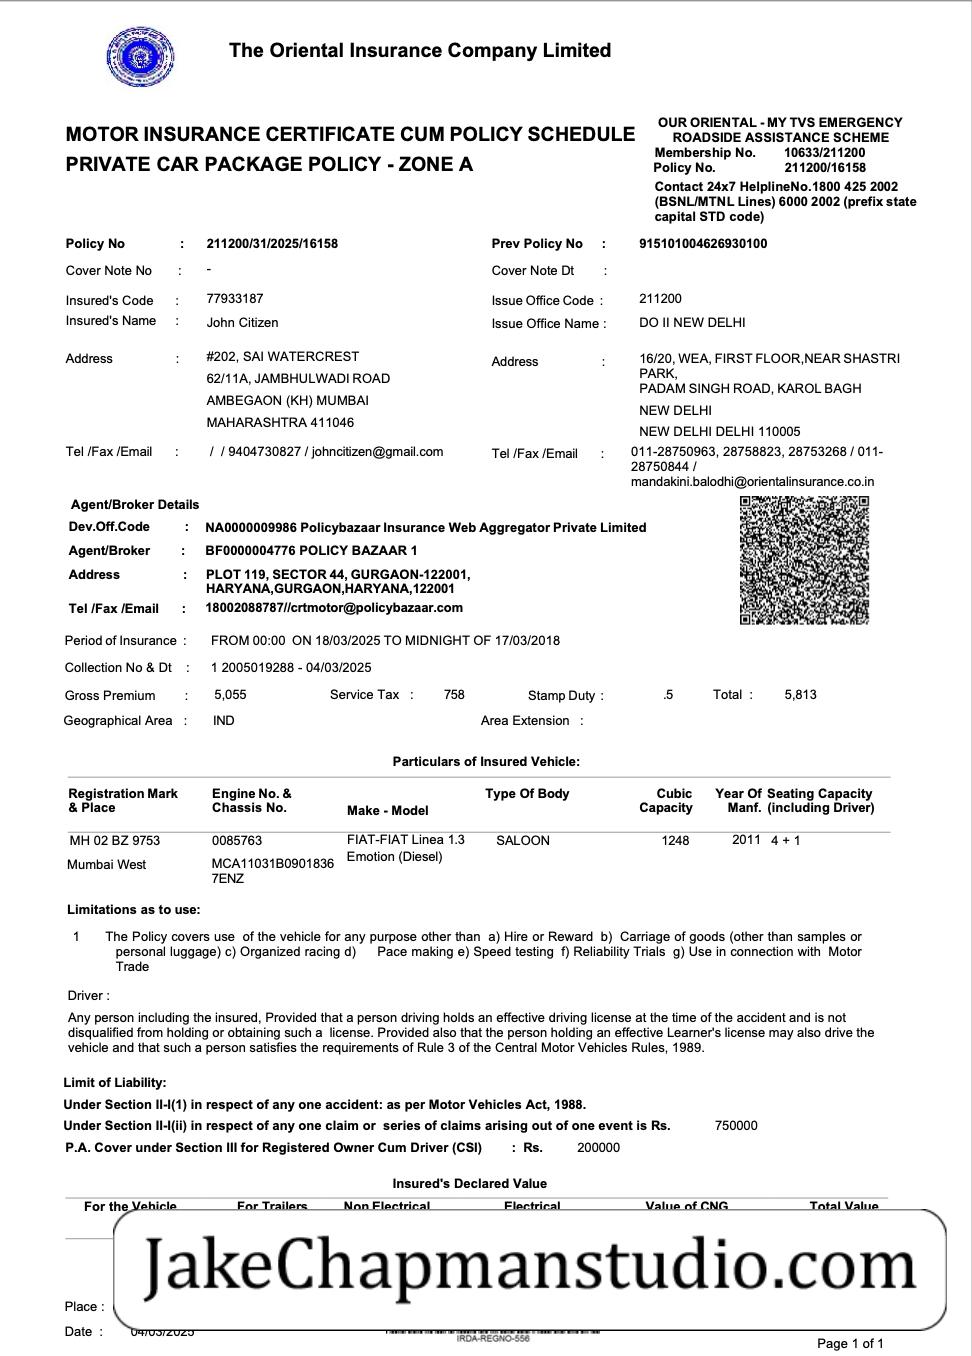 The Oriental Insurance Company Limited
MOTOR INSURANCE CERTIFICATE CUM POLICY SCHEDULE
PRIVATE CAR PACKAGE POLICY - ZONE A
OUR ORIENTAL - MY TVS EMERGENCY
ROADSIDE ASSISTANCE SCHEME
Membership No. 10633/211200
Policy No. 211200/16158
Contact 24x7 HelplineNo.1800 425 2002
(BSNL/MTNL Lines) 6000 2002 (prefix state
capital STD code)
Policy No : 211200/31/2025/16158 Prev Policy No : 915101004626930100
Cover Note No : - Cover Note Dt :
Insured's Code : 77933187 Issue Office Code : 211200
Insured's Name : John Citizen Issue Office Name : DO II NEW DELHI
Address : #202, SAI WATERCREST
62/11A, JAMBHULWADI ROAD
AMBEGAON (KH) MUMBAI
MAHARASHTRA 411046
Address : 16/20, WEA, FIRST FLOOR,NEAR SHASTRI
PARK,
PADAM SINGH ROAD, KAROL BAGH
NEW DELHI
NEW DELHI DELHI 110005
Tel /Fax /Email : / / 9404730827 / johncitizen@gmail.com
Tel /Fax /Email : 011-28750963, 28758823, 28753268 / 011-
28750844 /
mandakini.balodhi@orientalinsurance.co.in
Agent/Broker Details
Dev.Off.Code : NA0000009986 Policybazaar Insurance Web Aggregator Private Limited
Agent/Broker : BF0000004776 POLICY BAZAAR 1
Address : PLOT 119, SECTOR 44, GURGAON-122001,
HARYANA,GURGAON,HARYANA,122001
Tel /Fax /Email : 18002088787//crtmotor@policybazaar.com
Period of Insurance : FROM 00:00 ON 18/03/2025 TO MIDNIGHT OF 17/03/2018
Collection No & Dt : 1 2005019288 - 04/03/2025
Gross Premium : 5,055 Service Tax : 758 Stamp Duty : .5 Total : 5,813
Geographical Area : IND Area Extension :
Particulars of Insured Vehicle:
Registration Mark Engine No. & Type Of Body Cubic Year Of Seating Capacity
& Place Chassis No. Make - Model Capacity Manf. (including Driver)
MH 02 BZ 9753 0085763 FIAT-FIAT Linea 1.3 SALOON 1248 2011 4 + 1
Mumbai West MCA11031B0901836 Emotion (Diesel)
7ENZ
Limitations as to use:
1 The Policy covers use of the vehicle for any purpose other than a) Hire or Reward b) Carriage of goods (other than samples or
personal luggage) c) Organized racing d) Pace making e) Speed testing f) Reliability Trials g) Use in connection with Motor
Trade
Driver :
Any person including the insured, Provided that a person driving holds an effective driving license at the time of the accident and is not
disqualified from holding or obtaining such a license. Provided also that the person holding an effective Learner's license may also drive the
vehicle and that such a person satisfies the requirements of Rule 3 of the Central Motor Vehicles Rules, 1989.
Limit of Liability:
Under Section II-I(1) in respect of any one accident: as per Motor Vehicles Act, 1988.
Under Section II-I(ii) in respect of any one claim or series of claims arising out of one event is Rs. 750000
P.A. Cover under Section III for Registered Owner Cum Driver (CSI) : Rs. 200000
Insured's Declared Value
For the Vehicle For Trailers Non Electrical Electrical Value of CNG Total Value
JakeChapmanstudio.com
Place :
Date : 04/03/2025
IRDA-REGNO-556
Page 1 of 1